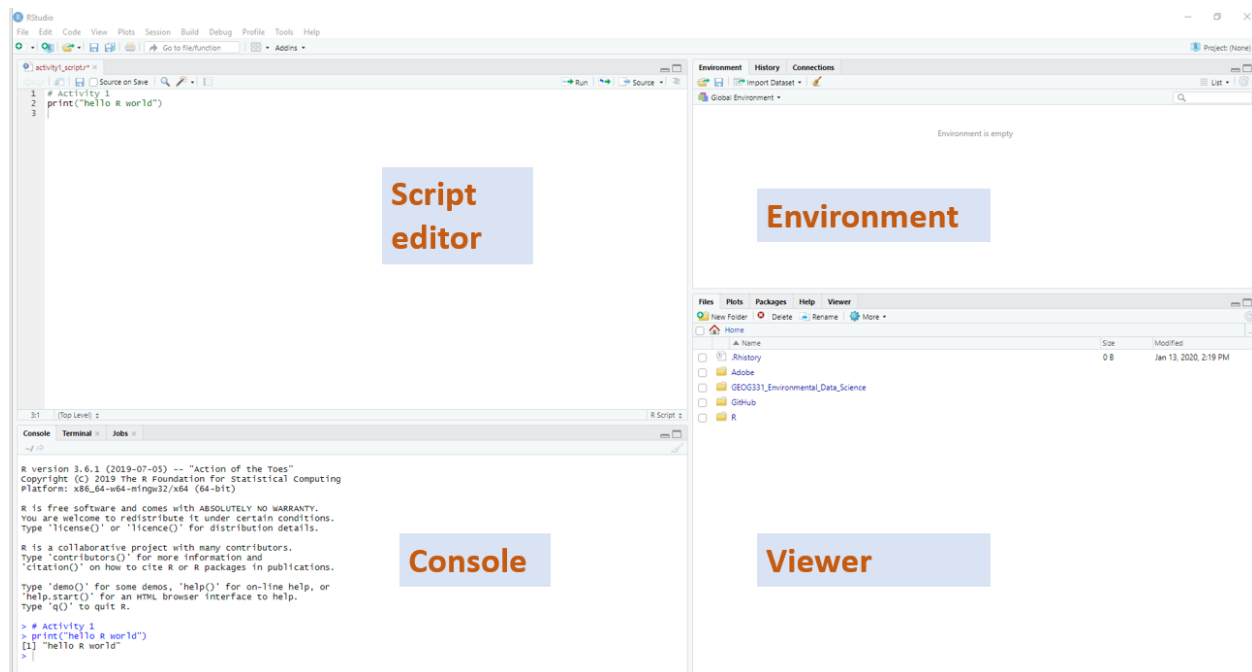 RStudio
File Edit Code View Plots Session Build Debug Profile Tools Help
Go to file/function Addins
Project: (None)
activity1_script.r*
Source on Save Run Source
1 # Activity 1
2 print("hello R world")
3
Script
editor
3:1 (Top Level) R Script
Console Terminal Jobs
~/
R version 3.6.1 (2019-07-05) -- "Action of the Toes"
Copyright (C) 2019 The R Foundation for Statistical Computing
Platform: x86_64-w64-mingw32/x64 (64-bit)
R is free software and comes with ABSOLUTELY NO WARRANTY.
You are welcome to redistribute it under certain conditions.
Type 'license()' or 'licence()' for distribution details.
R is a collaborative project with many contributors.
Type 'contributors()' for more information and
'citation()' on how to cite R or R packages in publications.
Type 'demo()' for some demos, 'help()' for on-line help, or
'help.start()' for an HTML browser interface to help.
Type 'q()' to quit R.
> # Activity 1
> print("hello R world")
[1] "hello R world"
>
Console
Environment History Connections
Import Dataset List
Global Environment
Environment is empty
Environment
Files Plots Packages Help Viewer
New Folder Delete Rename More
Home
Name Size Modified
.Rhistory 0 B Jan 13, 2020, 2:19 PM
Adobe
GEOG331_Environmental_Data_Science
GitHub
R
Viewer